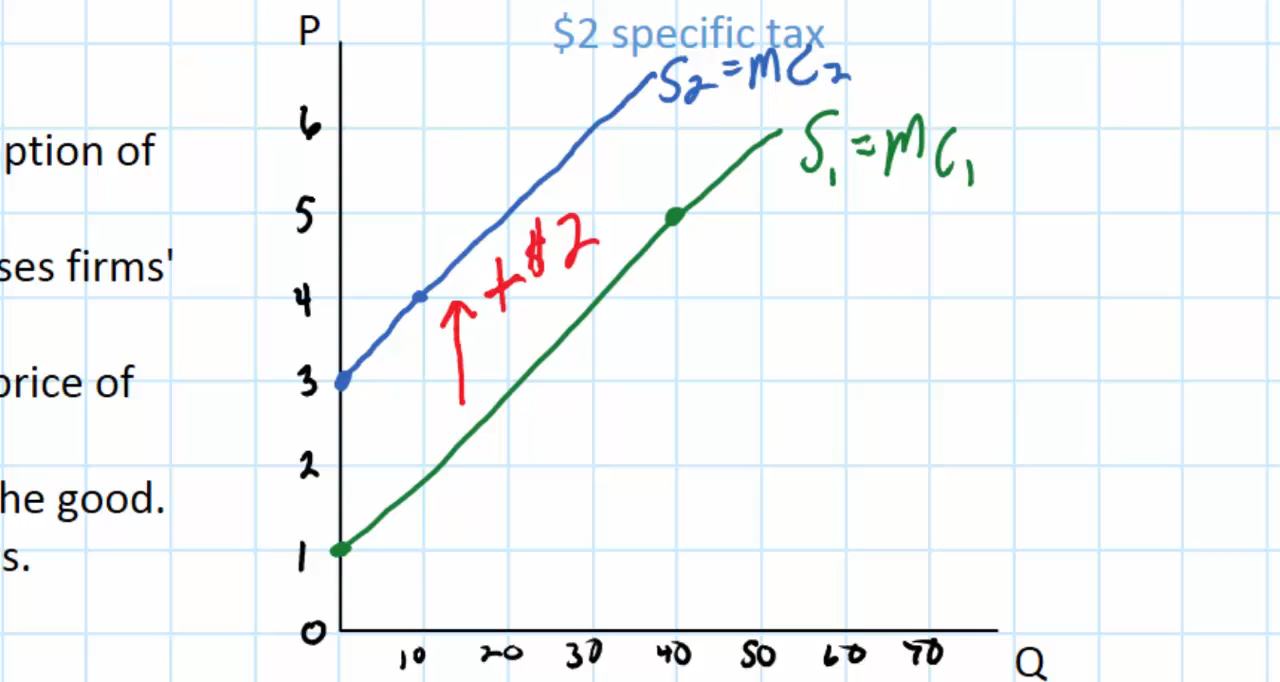 P
$2 specific tax
S2 = MC2
6
S1 = MC1
ption of
5
+$2
ses firms'
4
3
price of
2
he good.
1
s.
0
10 20 30 40 50 60 70
Q